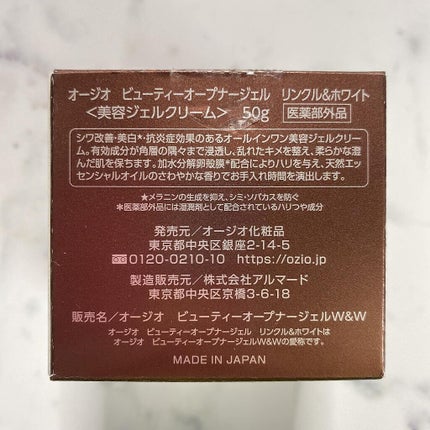 オージオ ビューティーオープナージェル リンクル&ホワイト
〈美容ジェルクリーム〉 50g 医薬部外品
シワ改善・美白*・抗炎症効果のあるオールインワン美容ジェルクリー
ム。有効成分が角層の隅々まで浸透し、乱れたキメを整え、柔らかな澄
んだ肌を保ちます。加水分解卵殻膜*配合によりハリを与え、天然エッ
センシャルオイルのさわやかな香りでお手入れ時間を演出します。
★メラニンの生成を抑え、シミ・ソバカスを防ぐ
*医薬部外品には湿潤剤として配合されているハリつや成分
発売元/オージオ化粧品
東京都中央区銀座2-14-5
0120-0210-10 https://ozio.jp
製造販売元/株式会社アルマード
東京都中央区京橋3-6-18
販売名/オージオ ビューティーオープナージェルW&W
オージオ ビューティーオープナージェル リンクル&ホワイトは
オージオ ビューティーオープナージェルW&Wの愛称です。
MADE IN JAPAN